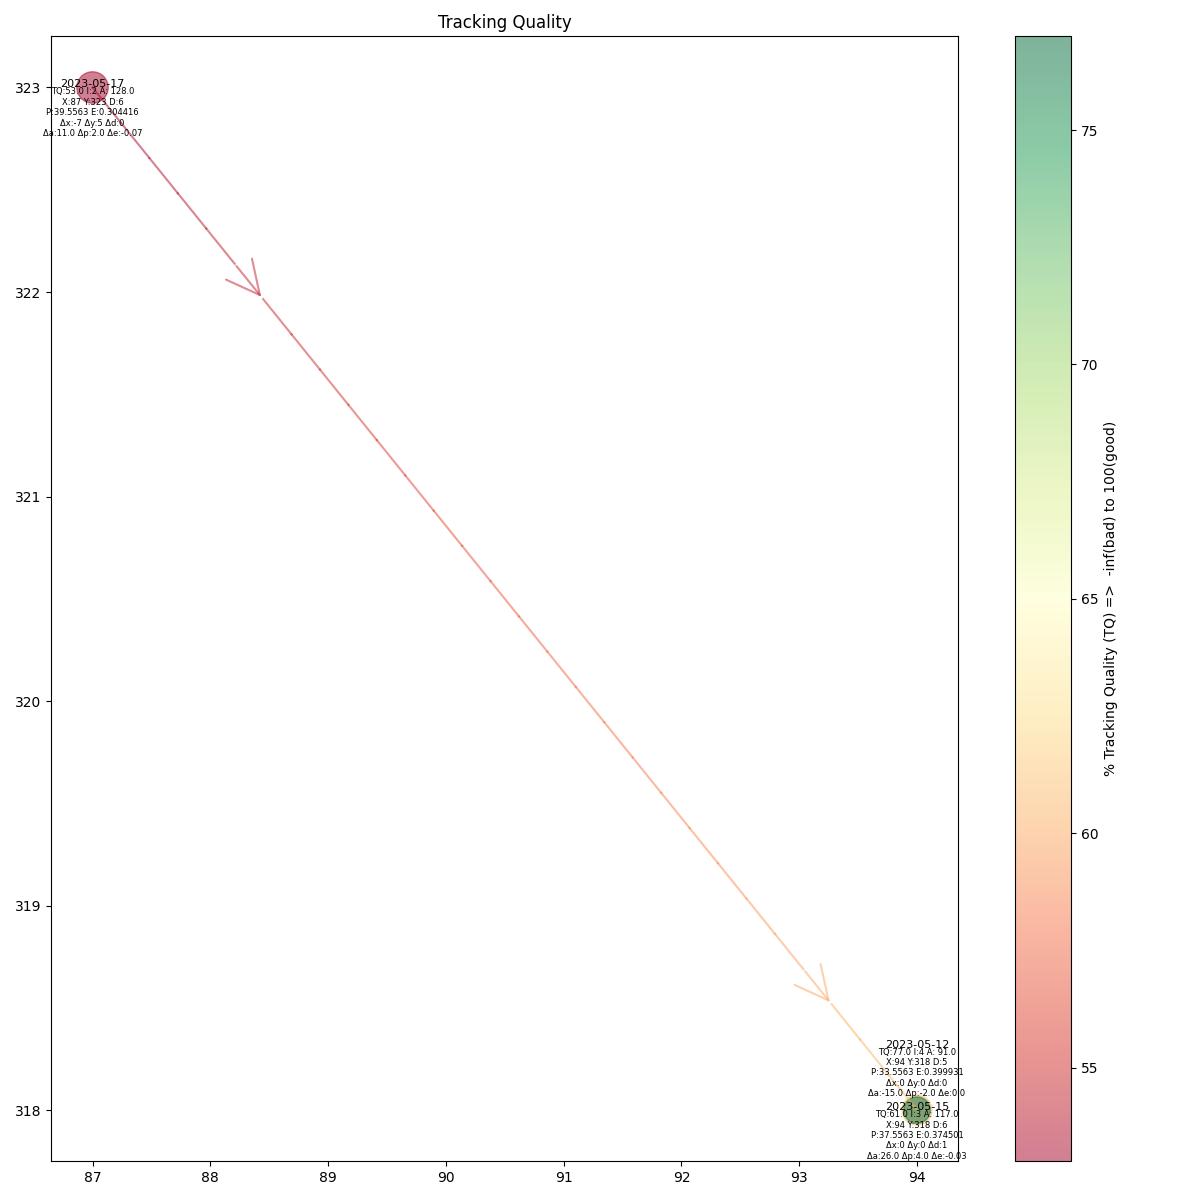 Tracking Quality
323
322
321
320
319
318
87
88
89
90
91
92
93
94
2023-05-17
TQ:53.0 I:2 A: 128.0
X:87 Y:323 D:6
P:39.5563 E:0.304416
Δx:-7 Δy:5 Δd:0
Δa:11.0 Δp:2.0 Δe:-0.07
2023-05-12
TQ:77.0 I:4 A: 91.0
X:94 Y:318 D:5
P:33.5563 E:0.399931
Δx:0 Δy:0 Δd:0
Δa:-15.0 Δp:-2.0 Δe:0.0
2023-05-15
TQ:61.0 I:3 A: 117.0
X:94 Y:318 D:6
P:37.5563 E:0.374501
Δx:0 Δy:0 Δd:1
Δa:26.0 Δp:4.0 Δe:-0.03
75
70
65
60
55
% Tracking Quality (TQ) => -inf(bad) to 100(good)